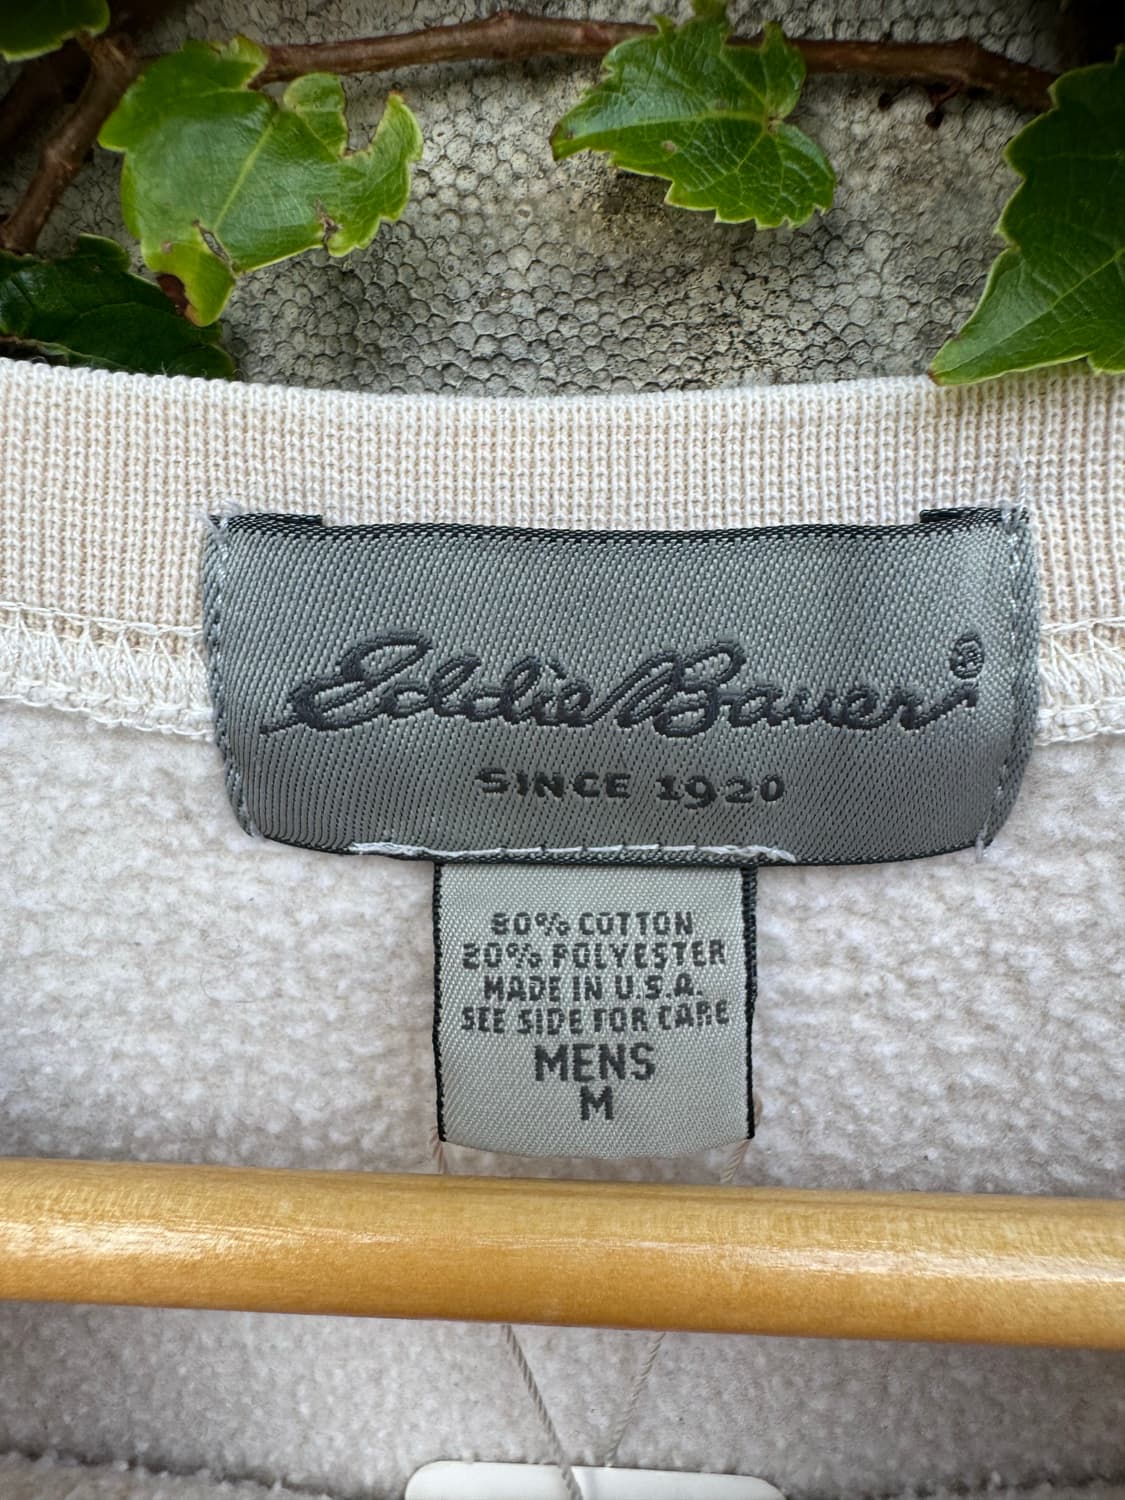 Eddie Bauer®
SINCE 1920
80% COTTON
20% POLYESTER
MADE IN U.S.A.
SEE SIDE FOR CARE
MENS
M